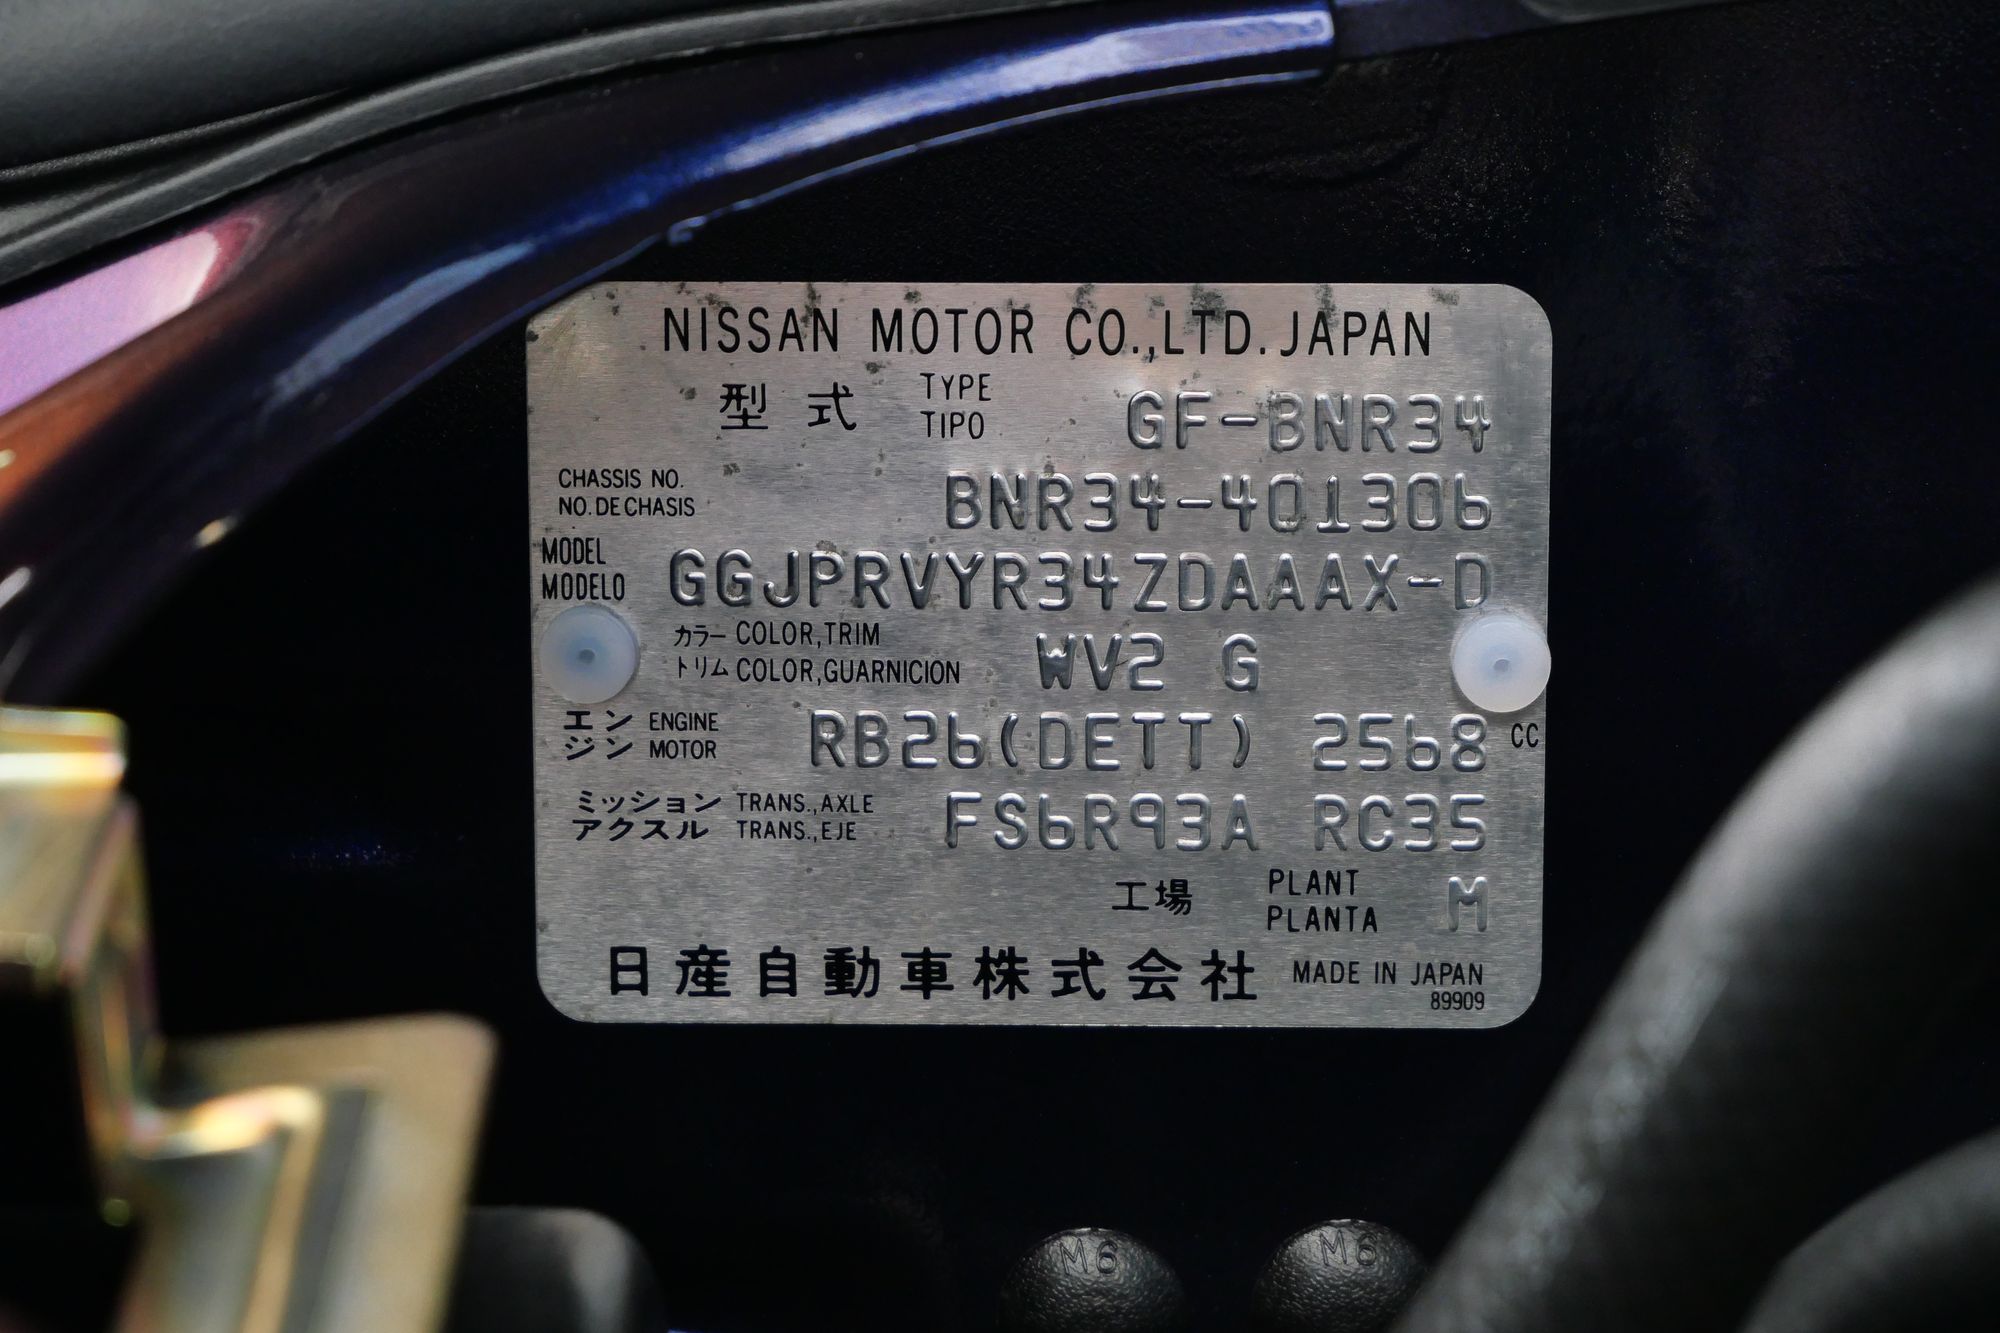 NISSAN MOTOR CO.,LTD. JAPAN
型 式 TYPE GF-BNR34
TIPO
CHASSIS NO. BNR34-401306
NO. DE CHASIS
MODEL GGJPRVYR34ZDAAAX-D
MODELO
カラー COLOR,TRIM WV2 G
トリム COLOR,GUARNICION
エン ENGINE RB26(DETT) 2568 CC
ジン MOTOR
ミッション TRANS.,AXLE FS6R93A RC35
アクスル TRANS.,EJE
工場 PLANT M
PLANTA
日産自動車株式会社 MADE IN JAPAN
89909
M6 M6